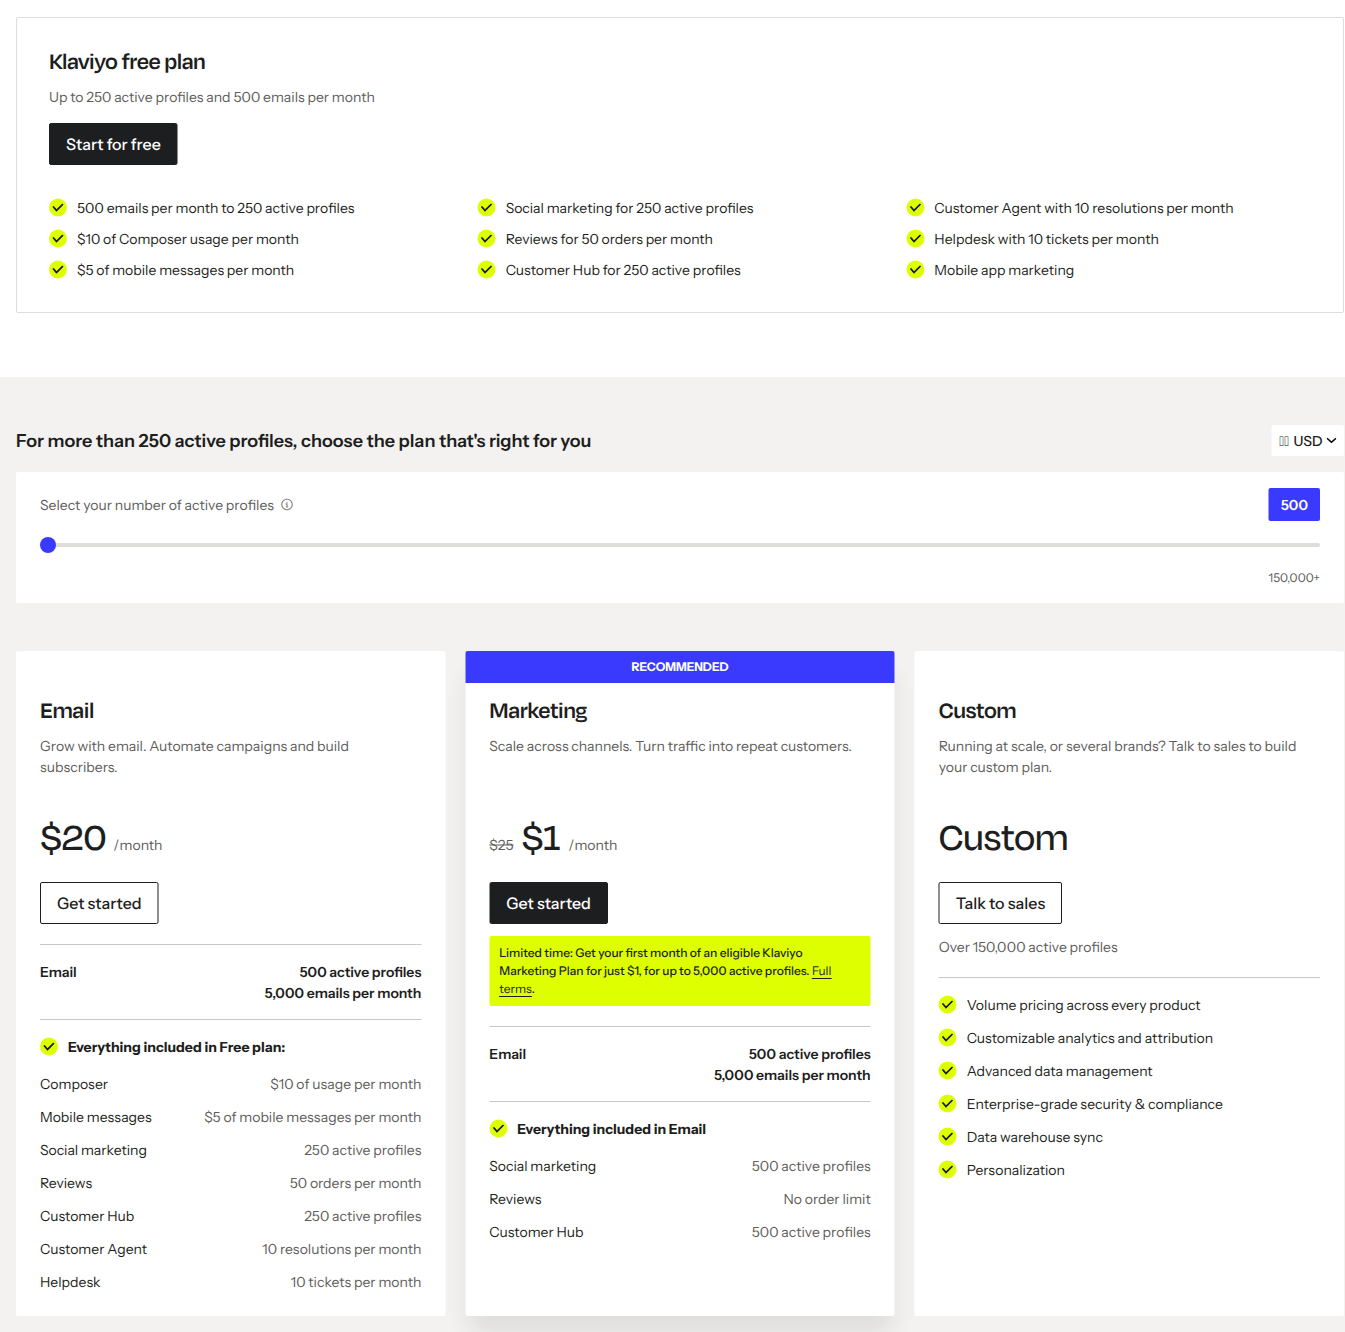 Klaviyo free plan
Up to 250 active profiles and 500 emails per month
Start for free
500 emails per month to 250 active profiles
$10 of Composer usage per month
$5 of mobile messages per month
Social marketing for 250 active profiles
Reviews for 50 orders per month
Customer Hub for 250 active profiles
Customer Agent with 10 resolutions per month
Helpdesk with 10 tickets per month
Mobile app marketing
For more than 250 active profiles, choose the plan that's right for you
USD
Select your number of active profiles
500
150,000+
Email
Grow with email. Automate campaigns and build
subscribers.
$20 /month
Get started
Email 500 active profiles
5,000 emails per month
Everything included in Free plan:
Composer $10 of usage per month
Mobile messages $5 of mobile messages per month
Social marketing 250 active profiles
Reviews 50 orders per month
Customer Hub 250 active profiles
Customer Agent 10 resolutions per month
Helpdesk 10 tickets per month
RECOMMENDED
Marketing
Scale across channels. Turn traffic into repeat customers.
$25 $1 /month
Get started
Limited time: Get your first month of an eligible Klaviyo
Marketing Plan for just $1, for up to 5,000 active profiles. Full
terms.
Email 500 active profiles
5,000 emails per month
Everything included in Email
Social marketing 500 active profiles
Reviews No order limit
Customer Hub 500 active profiles
Custom
Running at scale, or several brands? Talk to sales to build
your custom plan.
Custom
Talk to sales
Over 150,000 active profiles
Volume pricing across every product
Customizable analytics and attribution
Advanced data management
Enterprise-grade security & compliance
Data warehouse sync
Personalization